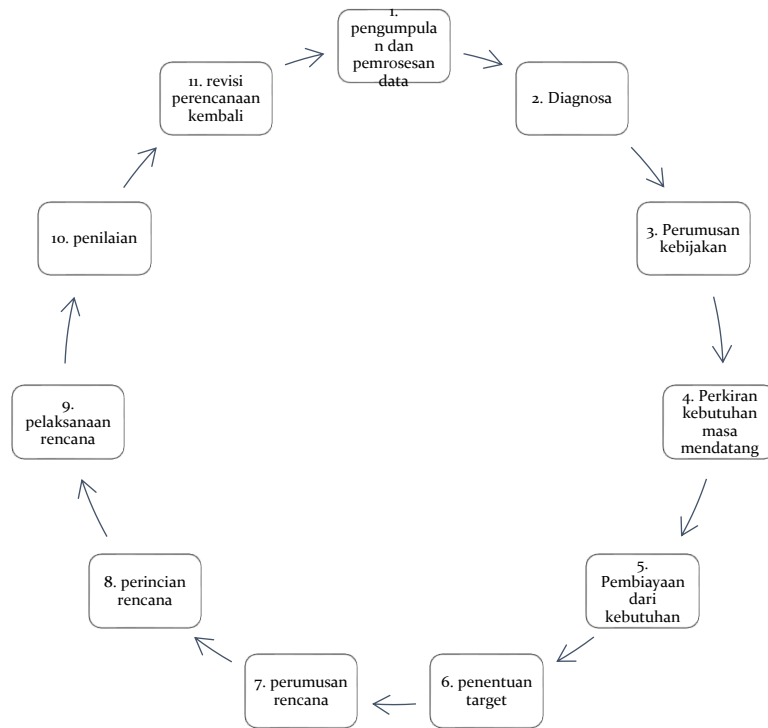 1.
pengumpula
n dan
pemrosesan
data
2. Diagnosa
3. Perumusan
kebijakan
4. Perkiran
kebutuhan
masa
mendatang
5.
Pembiayaan
dari
kebutuhan
6. penentuan
target
7. perumusan
rencana
8. perincian
rencana
9.
pelaksanaan
rencana
10. penilaian
11. revisi
perencanaan
kembali